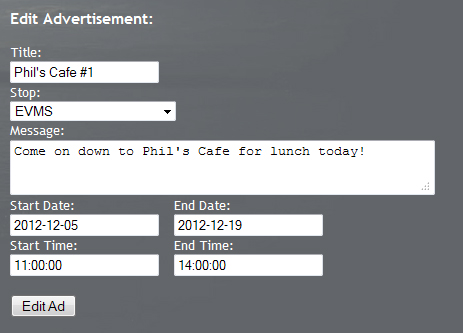 Edit Advertisement:
Title:
Phil's Cafe #1
Stop:
EVMS
Message:
Come on down to Phil's Cafe for lunch today!
Start Date: End Date:
2012-12-05 2012-12-19
Start Time: End Time:
11:00:00 14:00:00
Edit Ad